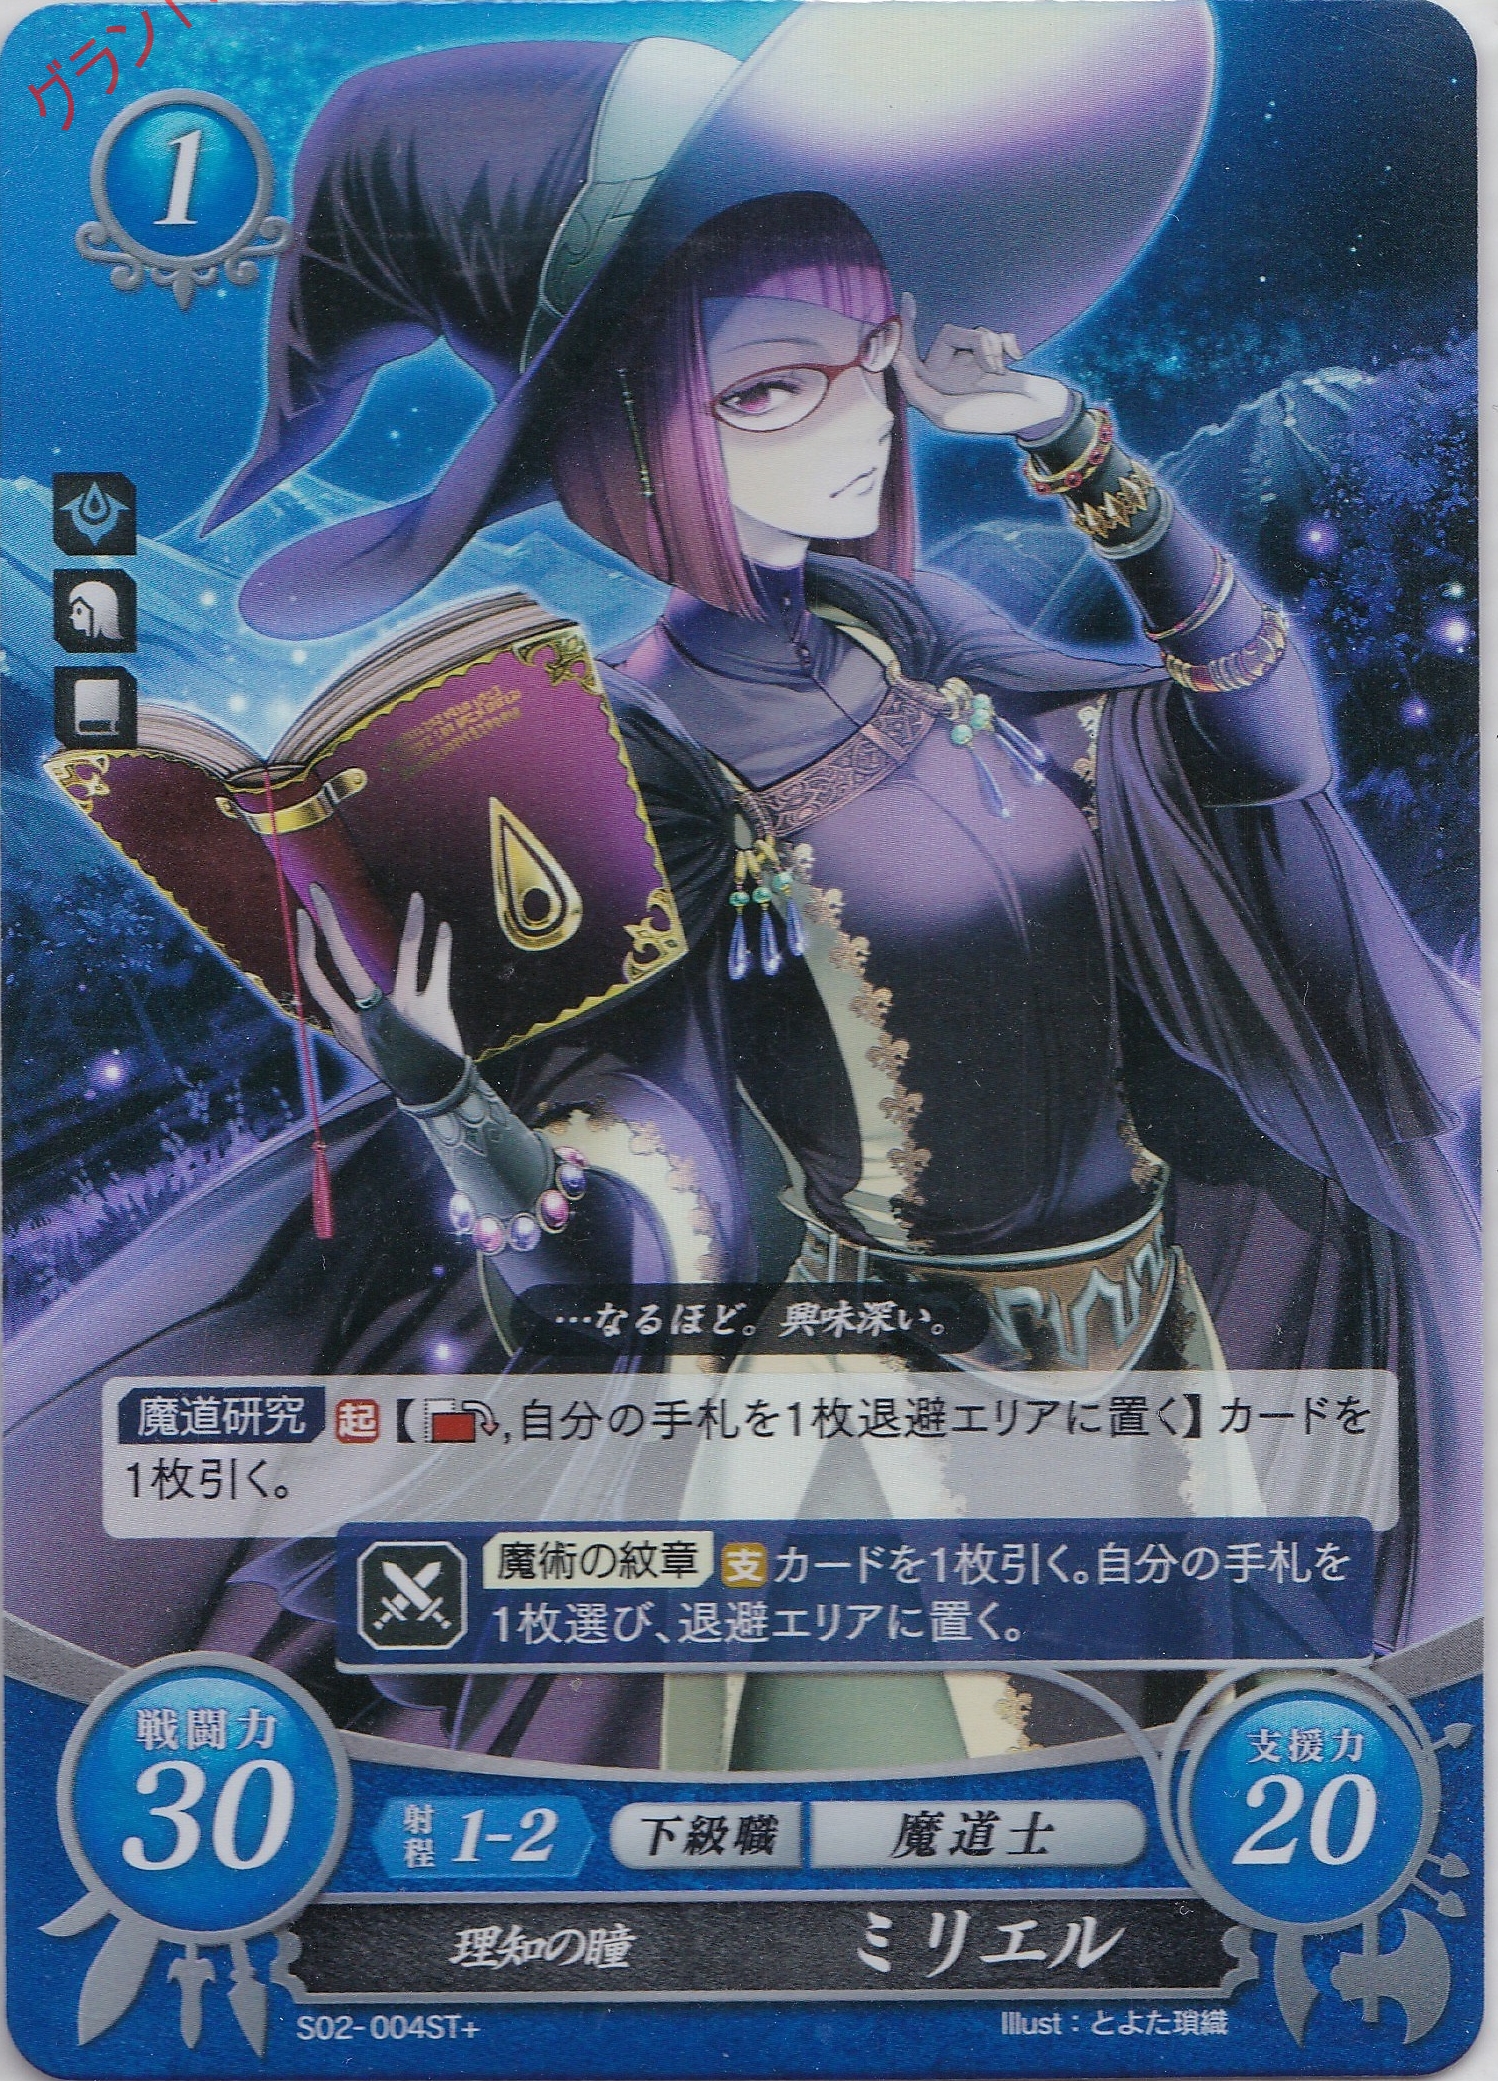 グラン
1
…なるほど。興味深い。
魔道研究 起【 ,自分の手札を1枚退避エリアに置く】カードを
1枚引く。
魔術の紋章 支 カードを1枚引く。自分の手札を
1枚選び、退避エリアに置く。
戦闘力
30
射程 1-2
下級職 魔道士
支援力
20
理知の瞳 ミリエル
S02-004ST+ Illust：とよた瑣織